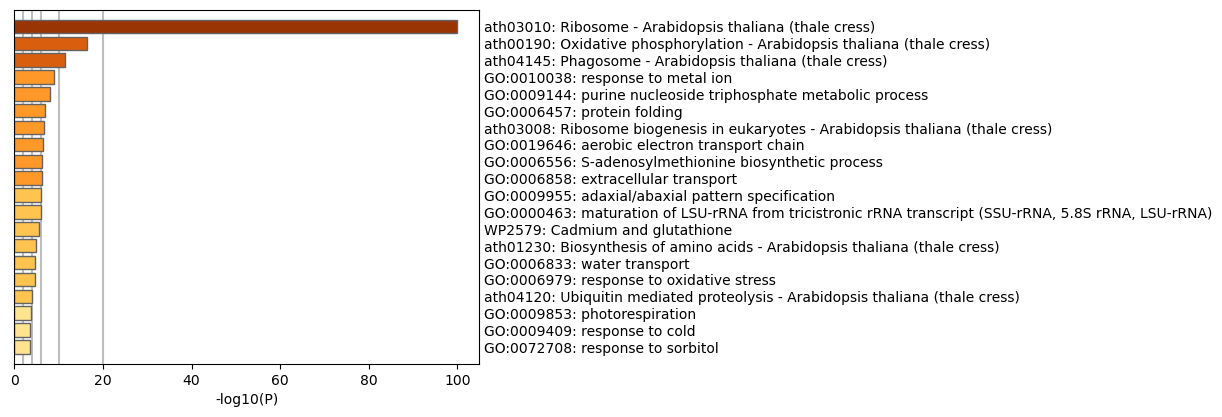 ath03010: Ribosome - Arabidopsis thaliana (thale cress)
ath00190: Oxidative phosphorylation - Arabidopsis thaliana (thale cress)
ath04145: Phagosome - Arabidopsis thaliana (thale cress)
GO:0010038: response to metal ion
GO:0009144: purine nucleoside triphosphate metabolic process
GO:0006457: protein folding
ath03008: Ribosome biogenesis in eukaryotes - Arabidopsis thaliana (thale cress)
GO:0019646: aerobic electron transport chain
GO:0006556: S-adenosylmethionine biosynthetic process
GO:0006858: extracellular transport
GO:0009955: adaxial/abaxial pattern specification
GO:0000463: maturation of LSU-rRNA from tricistronic rRNA transcript (SSU-rRNA, 5.8S rRNA, LSU-rRNA)
WP2579: Cadmium and glutathione
ath01230: Biosynthesis of amino acids - Arabidopsis thaliana (thale cress)
GO:0006833: water transport
GO:0006979: response to oxidative stress
ath04120: Ubiquitin mediated proteolysis - Arabidopsis thaliana (thale cress)
GO:0009853: photorespiration
GO:0009409: response to cold
GO:0072708: response to sorbitol
0 20 40 60 80 100
-log10(P)